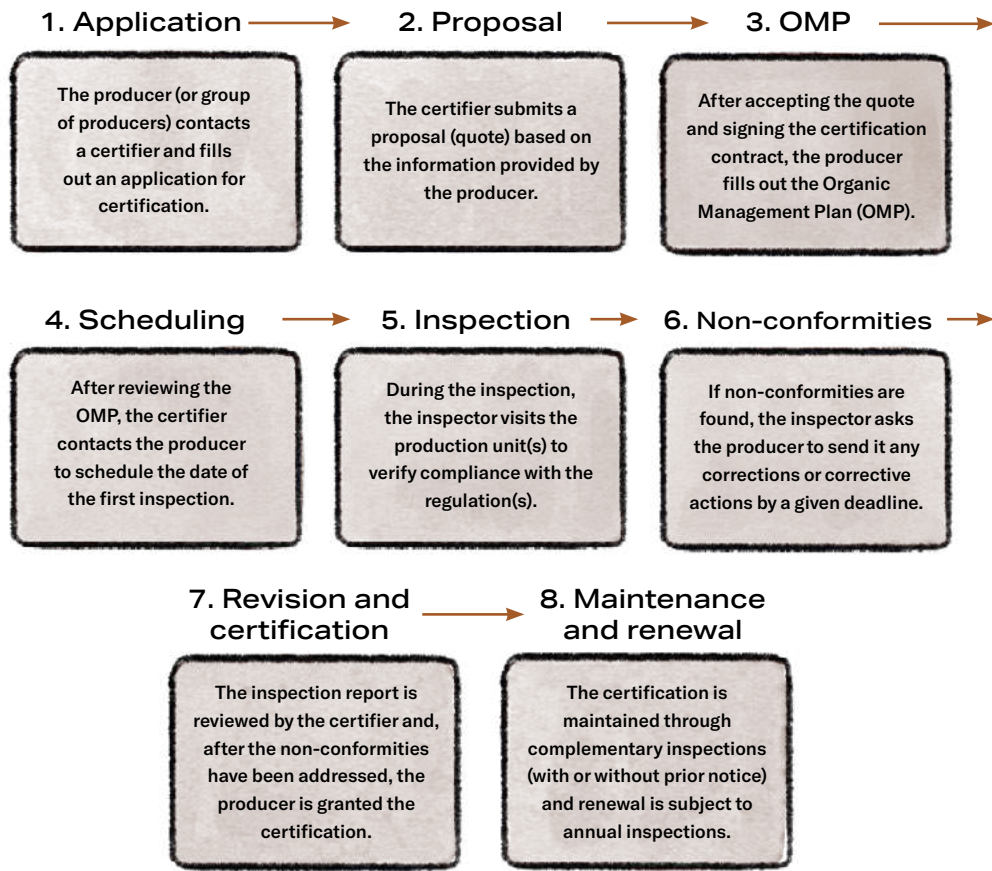 1. Application
2. Proposal
3. OMP
The producer (or group
of producers) contacts
a certifier and fills
out an application for
certification.
The certifier submits a
proposal (quote) based on
the information provided by
the producer.
After accepting the quote
and signing the certification
contract, the producer
fills out the Organic
Management Plan (OMP).
4. Scheduling
5. Inspection
6. Non-conformities
After reviewing the
OMP, the certifier
contacts the producer
to schedule the date of
the first inspection.
During the inspection,
the inspector visits the
production unit(s) to
verify compliance with the
regulation(s).
If non-conformities are
found, the inspector asks
the producer to send it any
corrections or corrective
actions by a given deadline.
7. Revision and
certification
8. Maintenance
and renewal
The inspection report is
reviewed by the certifier and,
after the non-conformities
have been addressed, the
producer is granted the
certification.
The certification is
maintained through
complementary inspections
(with or without prior notice)
and renewal is subject to
annual inspections.